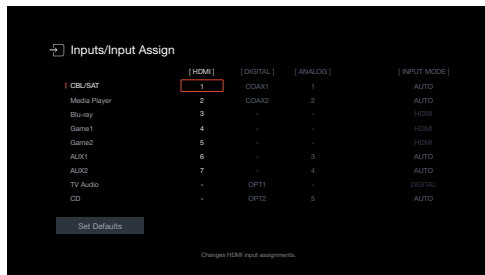 Inputs/Input Assign
[ HDMI ] [ DIGITAL ] [ ANALOG ] [ INPUT MODE ]
CBL/SAT 1 COAX1 1 AUTO
Media Player 2 COAX2 2 AUTO
Blu-ray 3 - - HDMI
Game1 4 - - HDMI
Game2 5 - - HDMI
AUX1 6 - 3 AUTO
AUX2 7 - 4 AUTO
TV Audio - OPT1 - DIGITAL
CD - OPT2 5 AUTO
Set Defaults
Changes HDMI input assignments.